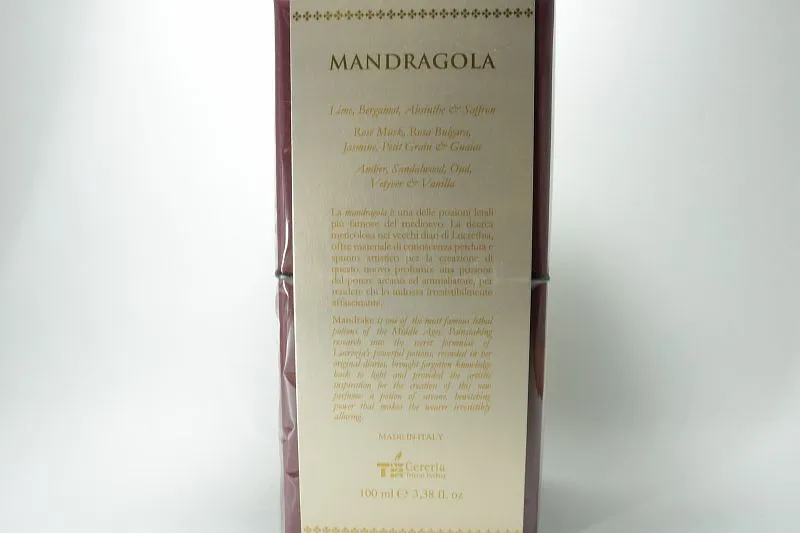 MANDRAGOLA
Lime, Bergamot, Absinthe & Saffron
Rose Musk, Rosa Bulgara,
Jasmine, Petit Grain & Guaiac
Amber, Sandalwood, Oud,
Vetyver & Vanilla
La mandragola è una delle pozioni letali
più famose del medioevo. La ricerca
meticolosa nei vecchi diari di Lucrethia,
offre materiale di conoscenza perduta e
spunto artistico per la creazione di
questo nuovo profumo: una pozione
dal potere arcano ed ammaliatore, per
rendere chi lo indossa irresistibilmente
affascinante.
Mandrake is one of the most famous lethal
potions of the Middle Ages. Painstaking
research into the secret formulas of
powerful potions, recorded in her
original diaries, brought forgotten knowledge
back to light and provided the artistic
inspiration for the creation of this new
perfume: a potion of arcane, bewitching
power that makes the wearer irresistibly
alluring.
MADE IN ITALY
Cereria
100 ml e 3,38 fl. oz